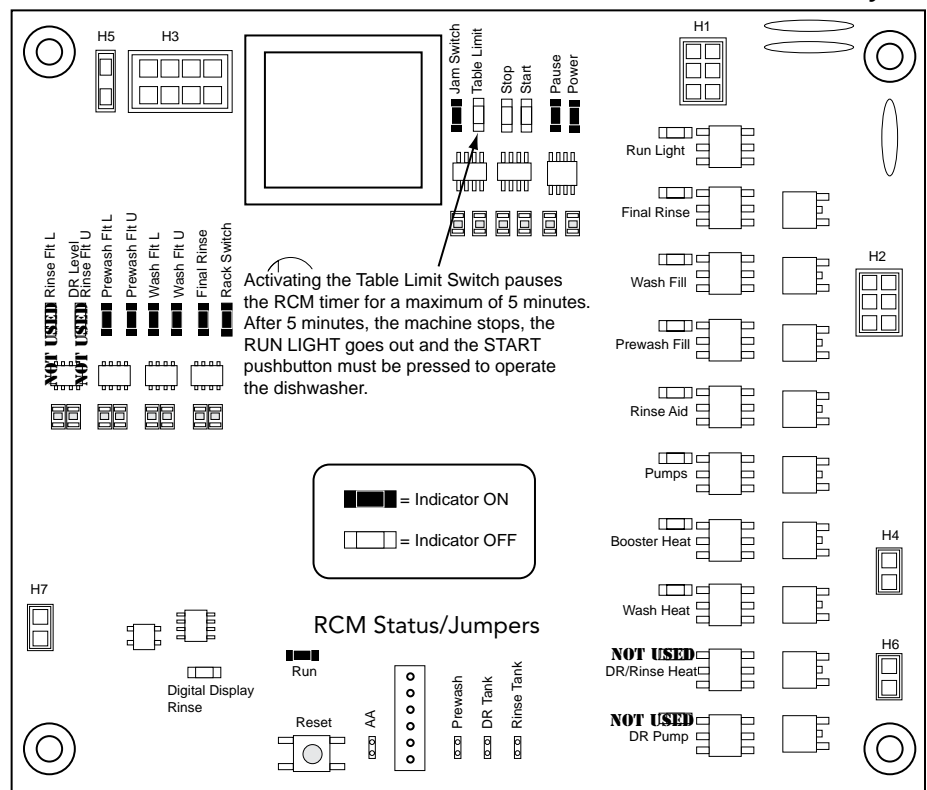 H5
H3
H1
Jam Switch
Table Limit
Stop
Start
Pause
Power
Run Light
Final Rinse
Wash Fill
H2
Prewash Fill
Rinse Aid
Pumps
Booster Heat
H4
Wash Heat
NOT USED
DR/Rinse Heat
H6
NOT USED
DR Pump
NOT USED Rinse Flt L
DR Level
NOT USED Rinse Flt U
Prewash Flt L
Prewash Flt U
Wash Flt L
Wash Flt U
Final Rinse
Rack Switch
Activating the Table Limit Switch pauses
the RCM timer for a maximum of 5 minutes.
After 5 minutes, the machine stops, the
RUN LIGHT goes out and the START
pushbutton must be pressed to operate
the dishwasher.
= Indicator ON
= Indicator OFF
H7
RCM Status/Jumpers
Run
Digital Display
Rinse
Reset
AA
Prewash
DR Tank
Rinse Tank